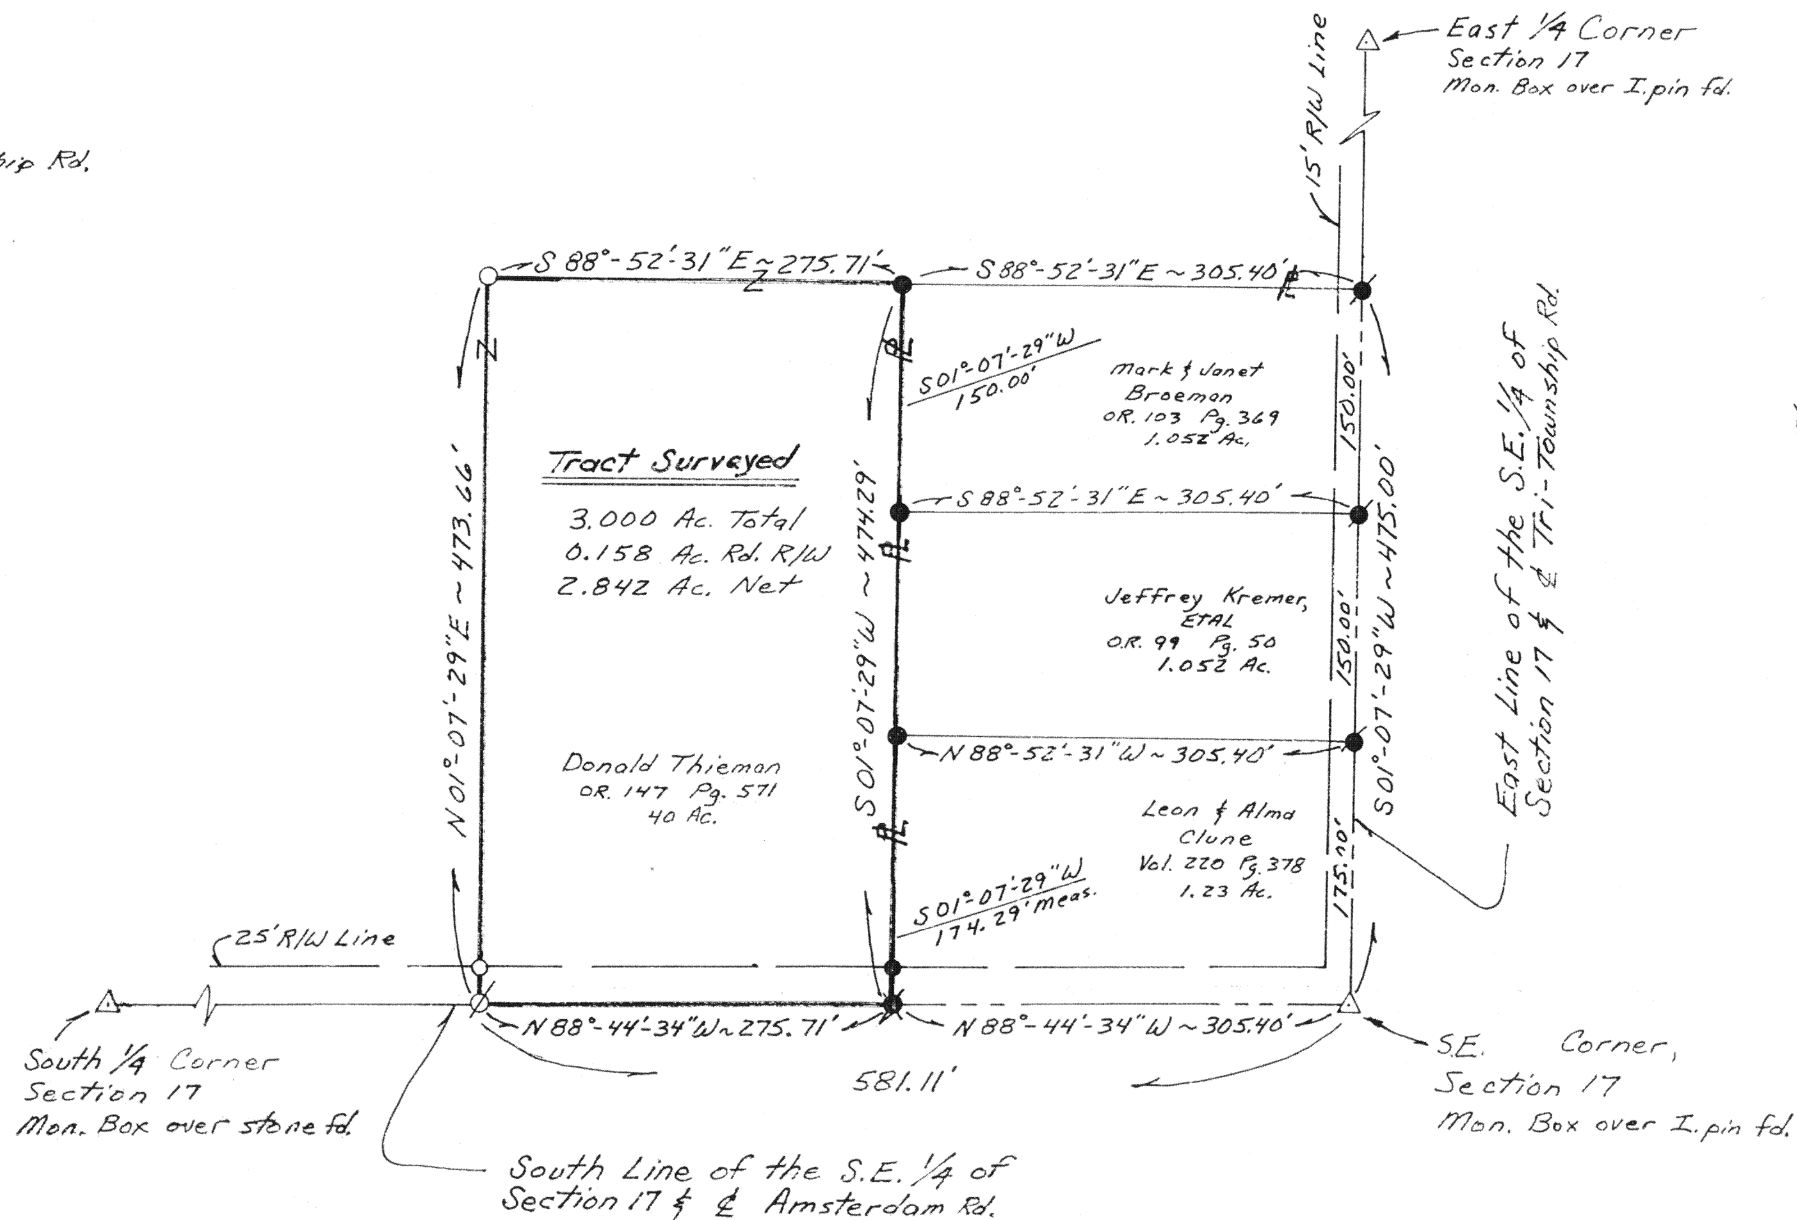 East 1/4 Corner
Section 17
Mon. Box over I.pin fd.
15' R/W Line
Rd.
S 88°-52'-31"E ~ 275.71'
S 88°-52'-31"E ~ 305.40'
S 01°-07'-29"W
150.00'
Mark & Janet
Broeman
OR. 103 Pg. 369
1.052 Ac.
150.00'
East Line of the S.E. 1/4 of
Section 17 & ℄ Tri-Township Rd.
N 01°-07'-29"E ~ 473.66'
Tract Surveyed
3.000 Ac. Total
0.158 Ac. Rd. R/W
2.842 Ac. Net
S 01°-07'-29"W ~ 474.29'
S 88°-52'-31"E ~ 305.40'
S 01°-07'-29"W ~ 475.00'
Jeffrey Kremer,
ETAL
O.R. 99 Pg. 50
1.052 Ac.
150.00'
N 88°-52'-31"W ~ 305.40'
Donald Thieman
OR. 147 Pg. 571
40 Ac.
Leon & Alma
Clune
Vol. 220 Pg. 378
1.23 Ac.
175.00'
S 01°-07'-29"W
174.29' meas.
25' R/W Line
N 88°-44'-34"W ~ 275.71'
N 88°-44'-34"W ~ 305.40'
581.11'
South 1/4 Corner
Section 17
Mon. Box over stone fd.
S.E. Corner,
Section 17
Mon. Box over I.pin fd.
South Line of the S.E. 1/4 of
Section 17 & ℄ Amsterdam Rd.